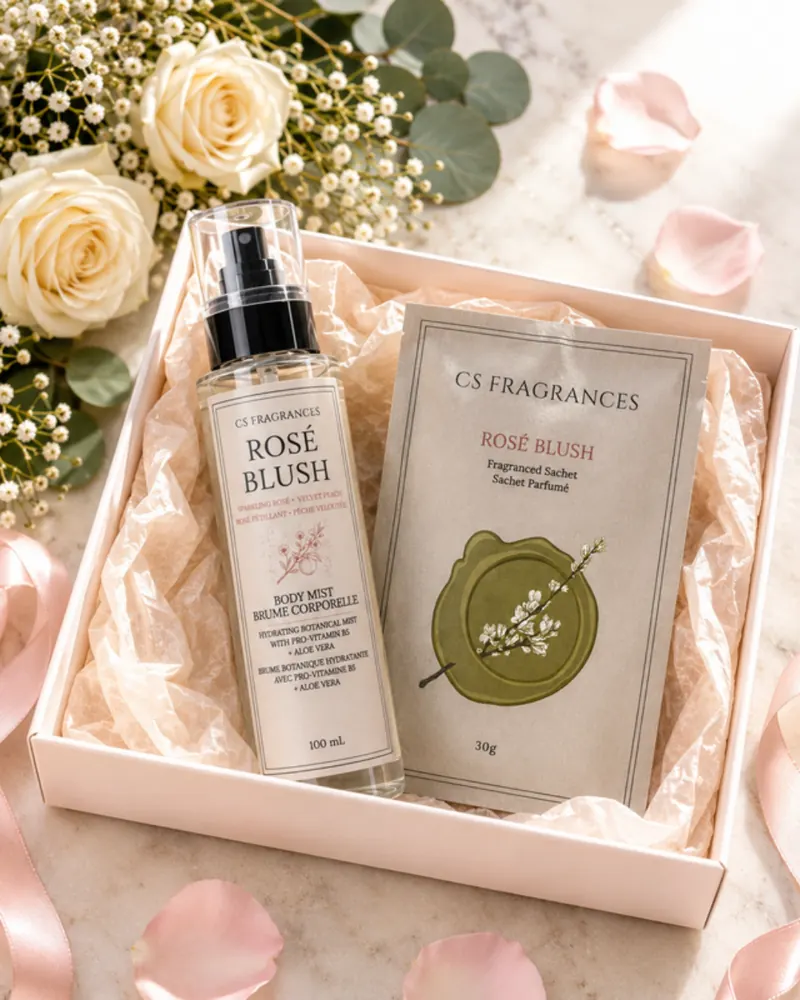 CS FRAGRANCES
ROSÉ
BLUSH
SPARKLING ROSÉ • VELVET PEACH
ROSÉ PÉTILLANT • PÊCHE VELOUTÉE
BODY MIST
BRUME CORPORELLE
HYDRATING BOTANICAL MIST
WITH PRO-VITAMIN B5
+ ALOE VERA
BRUME BOTANIQUE HYDRATANTE
AVEC PRO-VITAMINE B5
+ ALOE VERA
100 mL
CS FRAGRANCES
ROSÉ BLUSH
Fragranced Sachet
Sachet Parfumé
30g